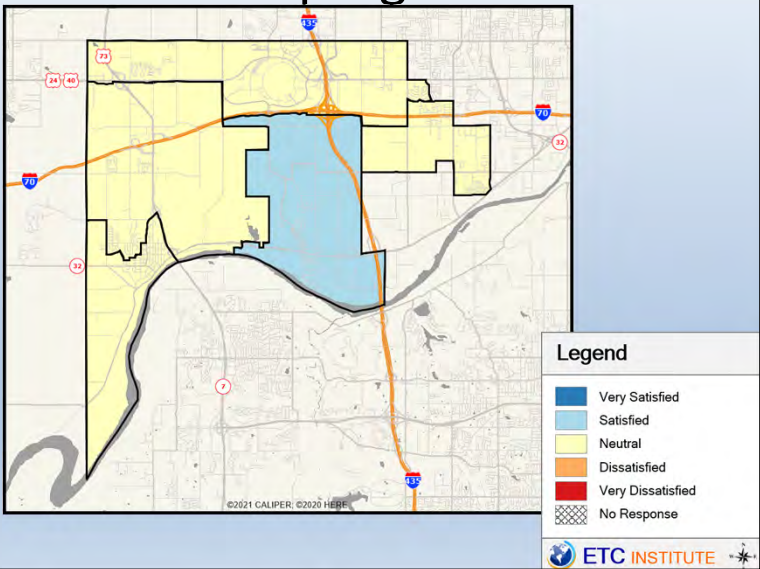 435
73
24 40
70
32
70
32
7
435
©2021 CALIPER; ©2020 HERE
Legend
Very Satisfied
Satisfied
Neutral
Dissatisfied
Very Dissatisfied
No Response
ETC INSTITUTE